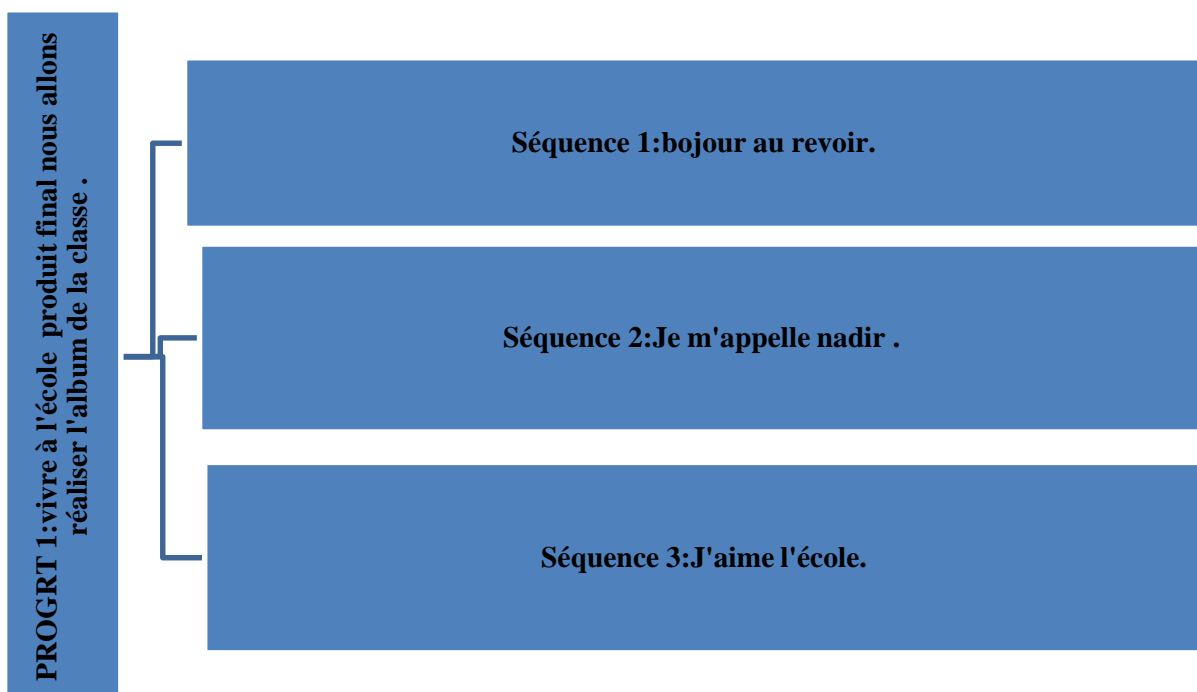 PROGRT 1:vivre à l'école produit final nous allons
réaliser l'album de la classe .
Séquence 1:bojour au revoir.
Séquence 2:Je m'appelle nadir .
Séquence 3:J'aime l'école.